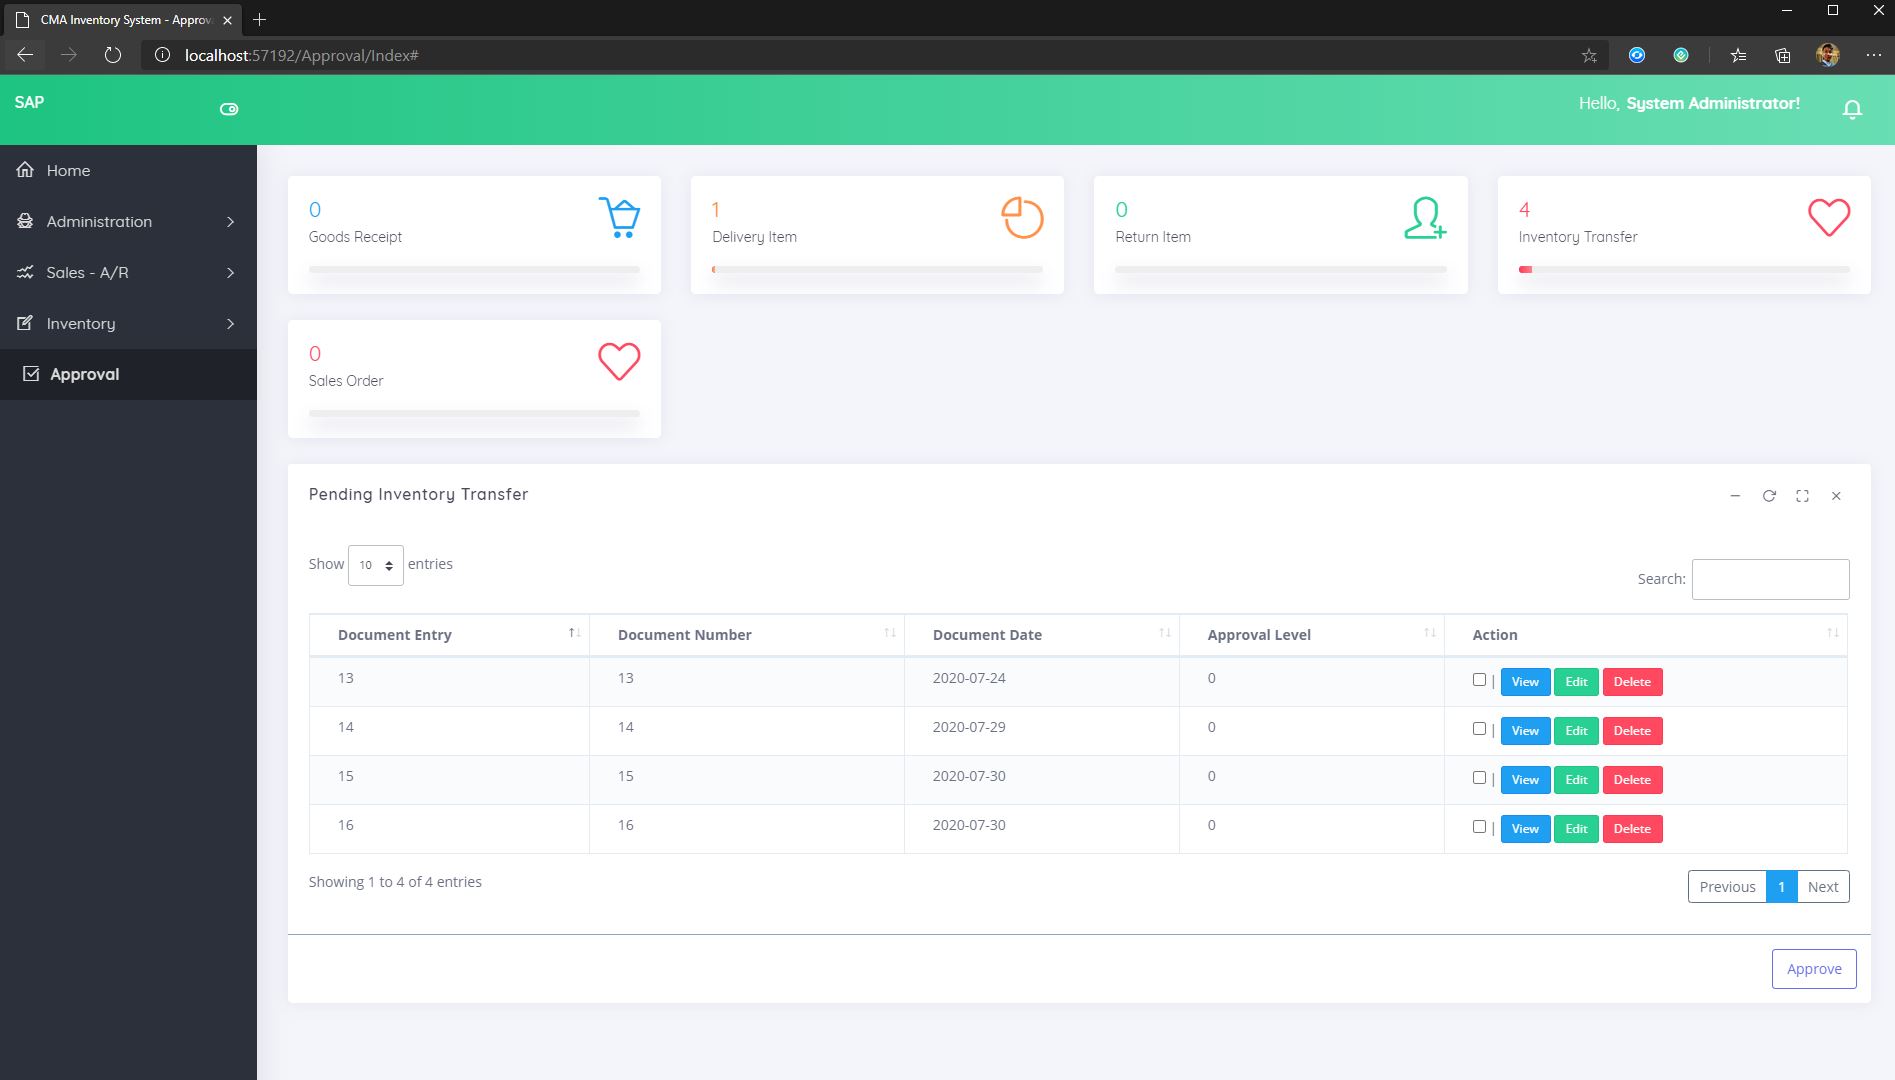 CMA Inventory System - Approva
localhost:57192/Approval/Index#
SAP
Hello, System Administrator!
Home
Administration
Sales - A/R
Inventory
Approval
0
Goods Receipt
1
Delivery Item
0
Return Item
4
Inventory Transfer
0
Sales Order
Pending Inventory Transfer
Show 10 entries
Search:
Document Entry Document Number Document Date Approval Level Action
13 13 2020-07-24 0 | View Edit Delete
14 14 2020-07-29 0 | View Edit Delete
15 15 2020-07-30 0 | View Edit Delete
16 16 2020-07-30 0 | View Edit Delete
Showing 1 to 4 of 4 entries
Previous 1 Next
Approve